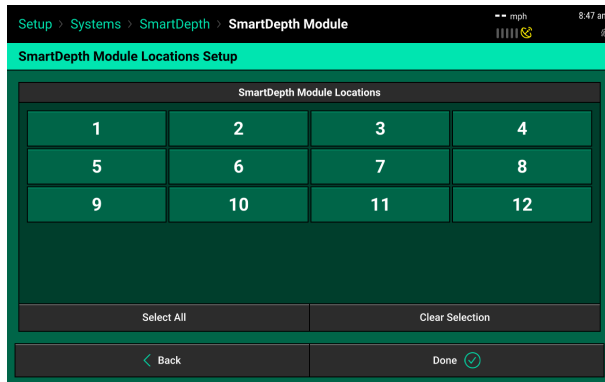 Setup > Systems > SmartDepth > SmartDepth Module
-- mph
8:47 am
SmartDepth Module Locations Setup
SmartDepth Module Locations
1 2 3 4
5 6 7 8
9 10 11 12
Select All Clear Selection
< Back Done